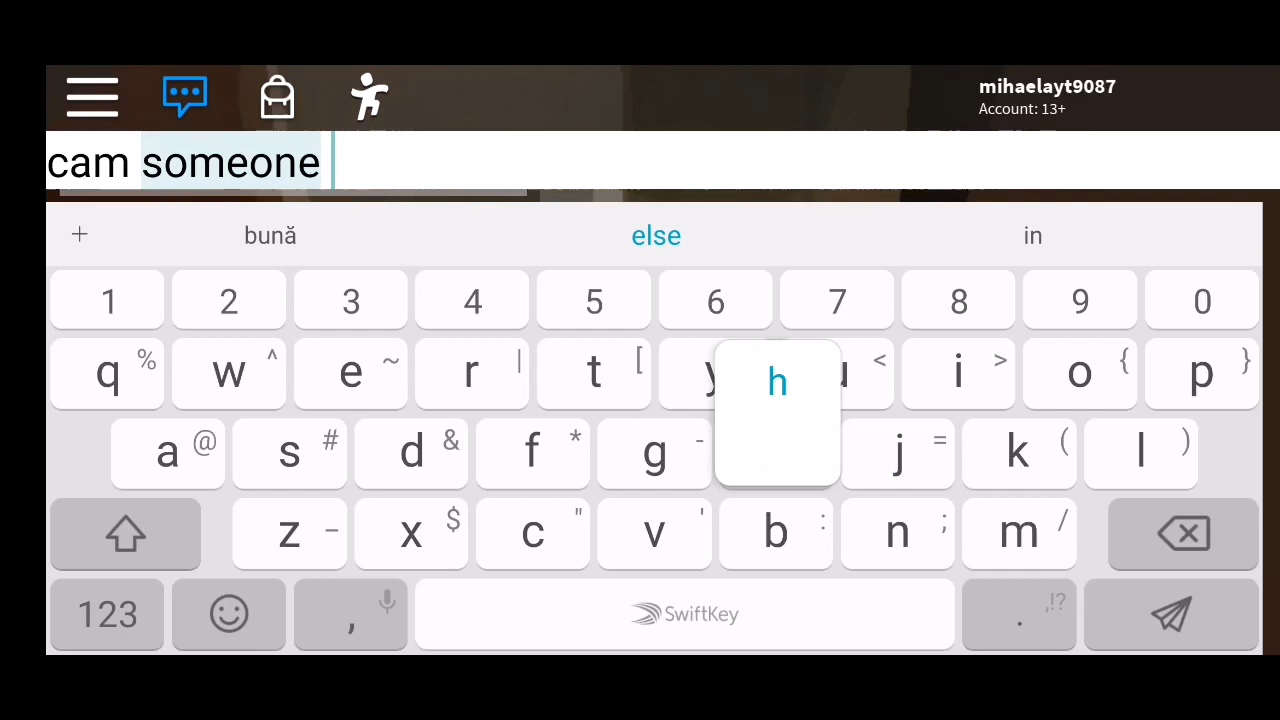 mihaelayt9087
Account: 13+
cam someone
+ bună else in
1 2 3 4 5 6 7 8 9 0
q % w ^ e ~ r | t [ y u < i > o { p }
a @ s # d & f * g - h j = k ( l )
z _ x $ c " v ' b : n ; m /
123 , SwiftKey . ,!?